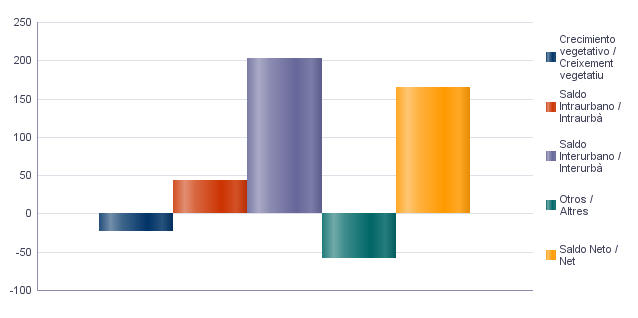 250
200
150
100
50
0
-50
-100
Crecimiento
vegetativo /
Creixement
vegetatiu
Saldo
Intraurbano /
Intraurbà
Saldo
Interurbano /
Interurbà
Otros /
Altres
Saldo Neto /
Net